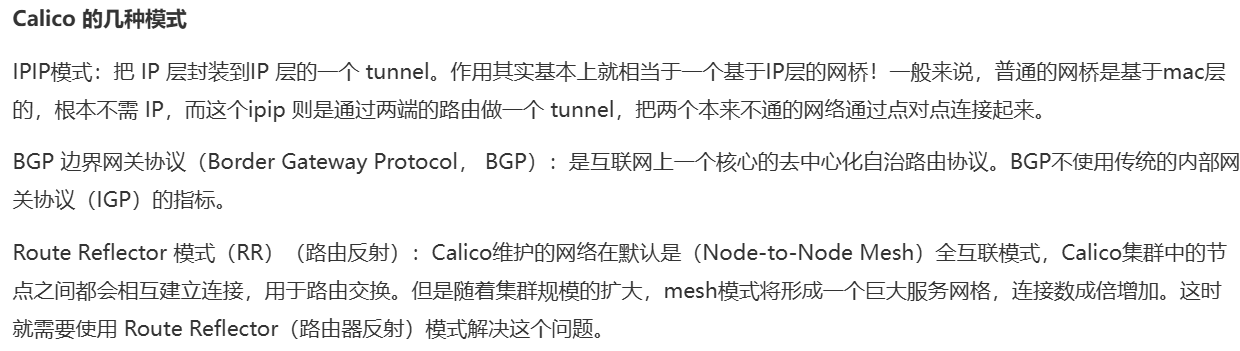 Calico 的几种模式
IPIP模式：把 IP 层封装到IP 层的一个 tunnel。作用其实基本上就相当于一个基于IP层的网桥！一般来说，普通的网桥是基于mac层
的，根本不需 IP，而这个ipip 则是通过两端的路由做一个 tunnel，把两个本来不通的网络通过点对点连接起来。
BGP 边界网关协议（Border Gateway Protocol， BGP）：是互联网上一个核心的去中心化自治路由协议。BGP不使用传统的内部网
关协议（IGP）的指标。
Route Reflector 模式（RR）（路由反射）：Calico维护的网络在默认是（Node-to-Node Mesh）全互联模式，Calico集群中的节
点之间都会相互建立连接，用于路由交换。但是随着集群规模的扩大，mesh模式将形成一个巨大服务网格，连接数成倍增加。这时
就需要使用 Route Reflector（路由器反射）模式解决这个问题。